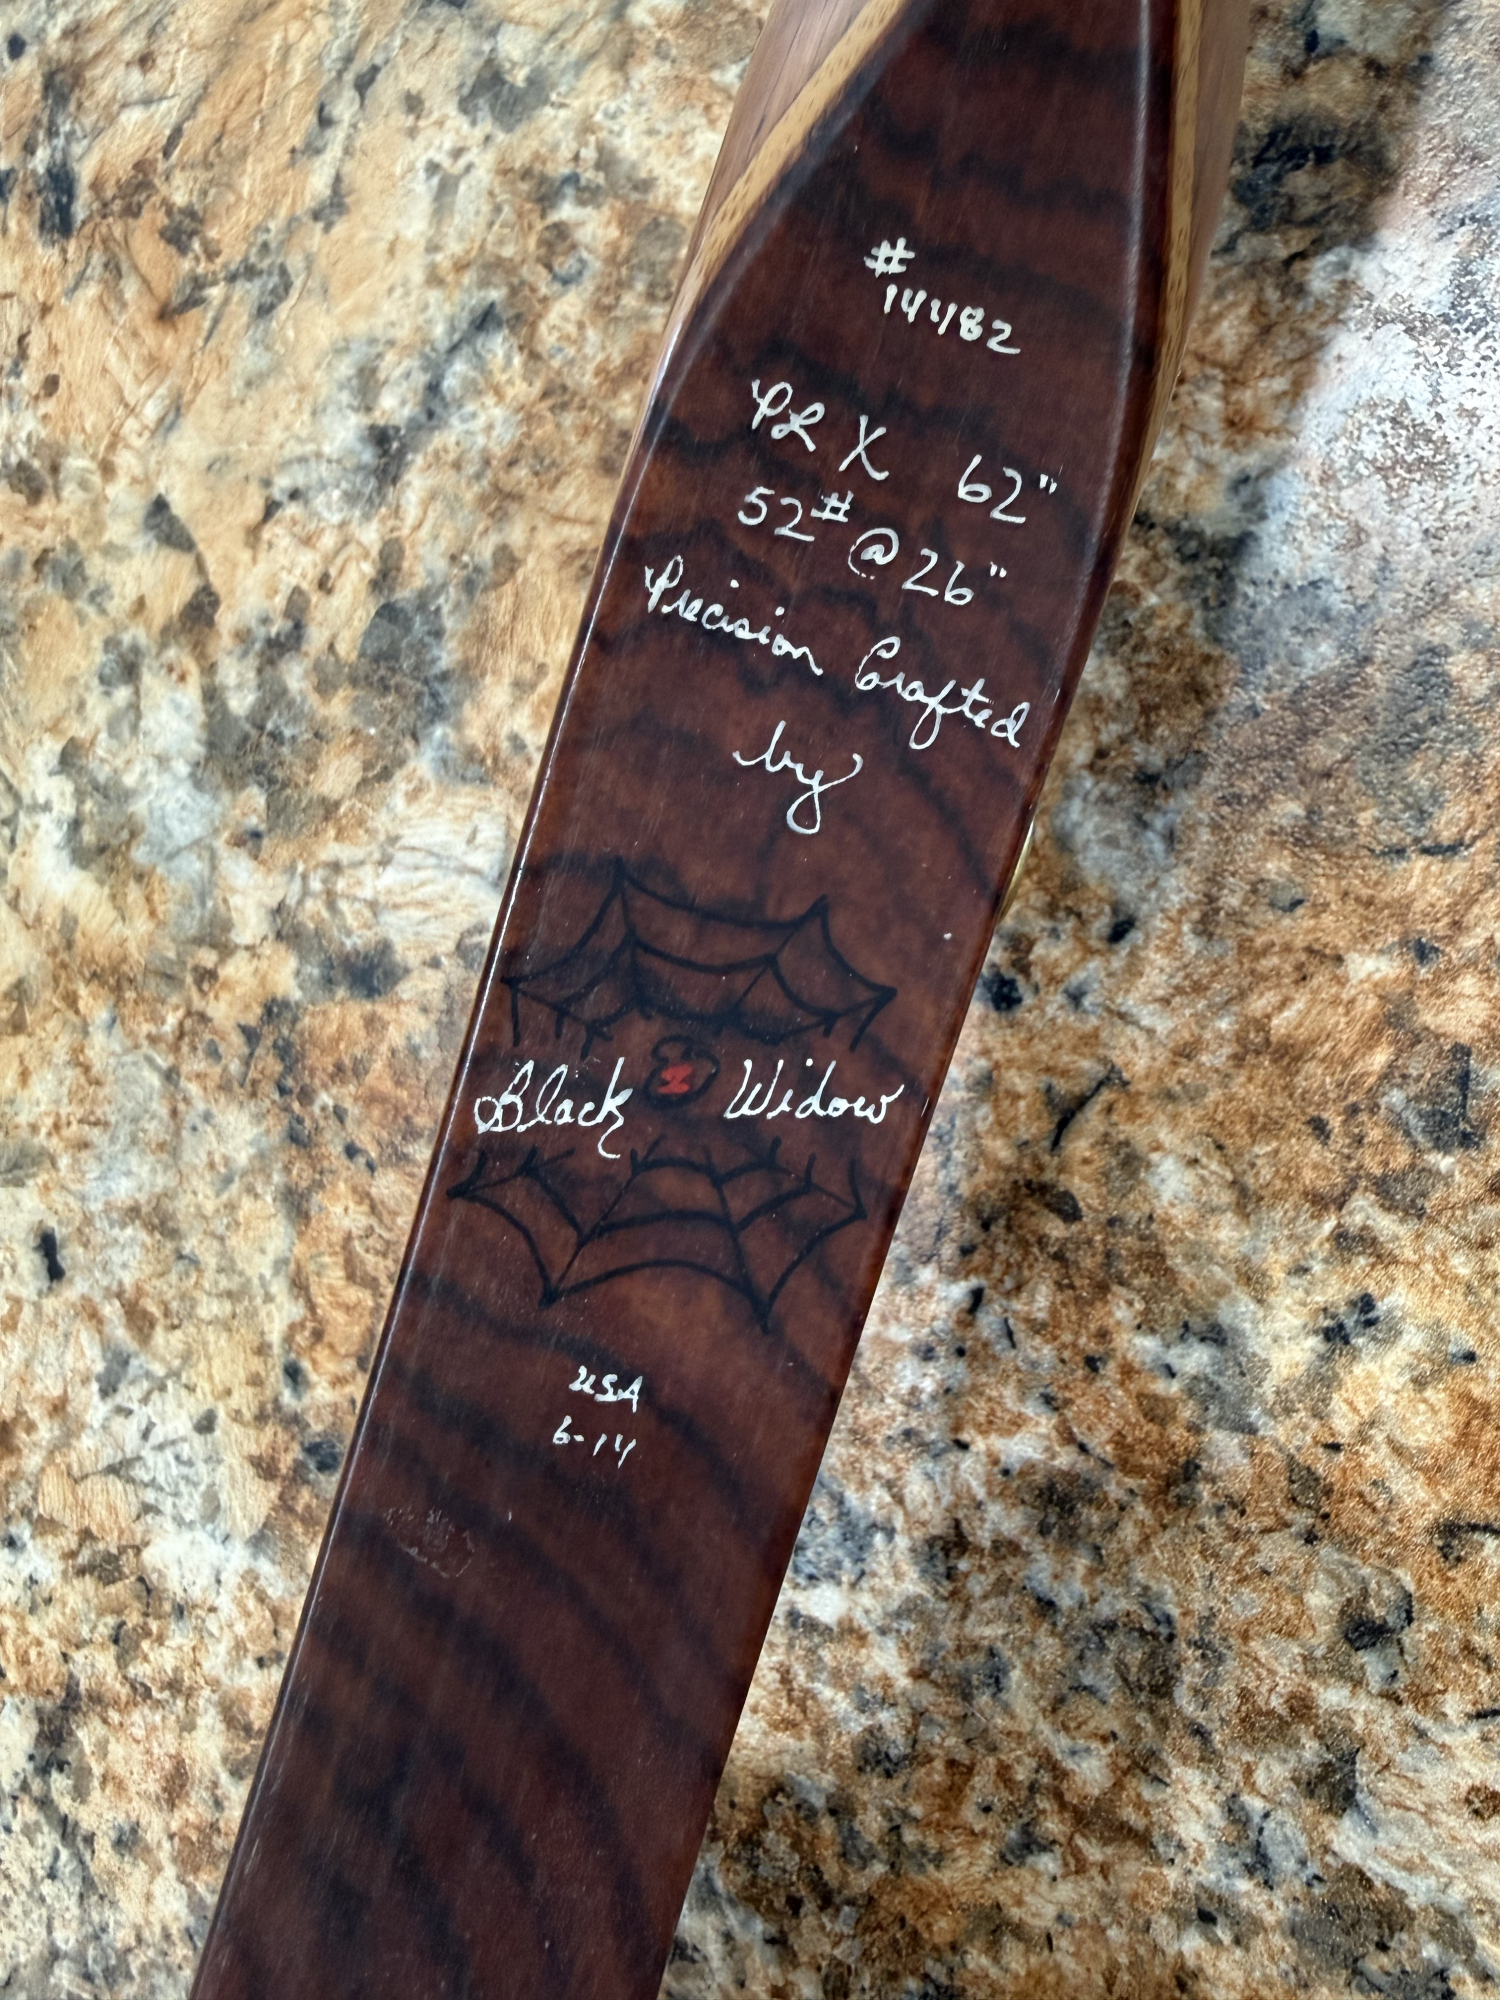 #
14482
PL X 62"
52# @ 26"
Precision Crafted
by
Black Widow
USA
6-14